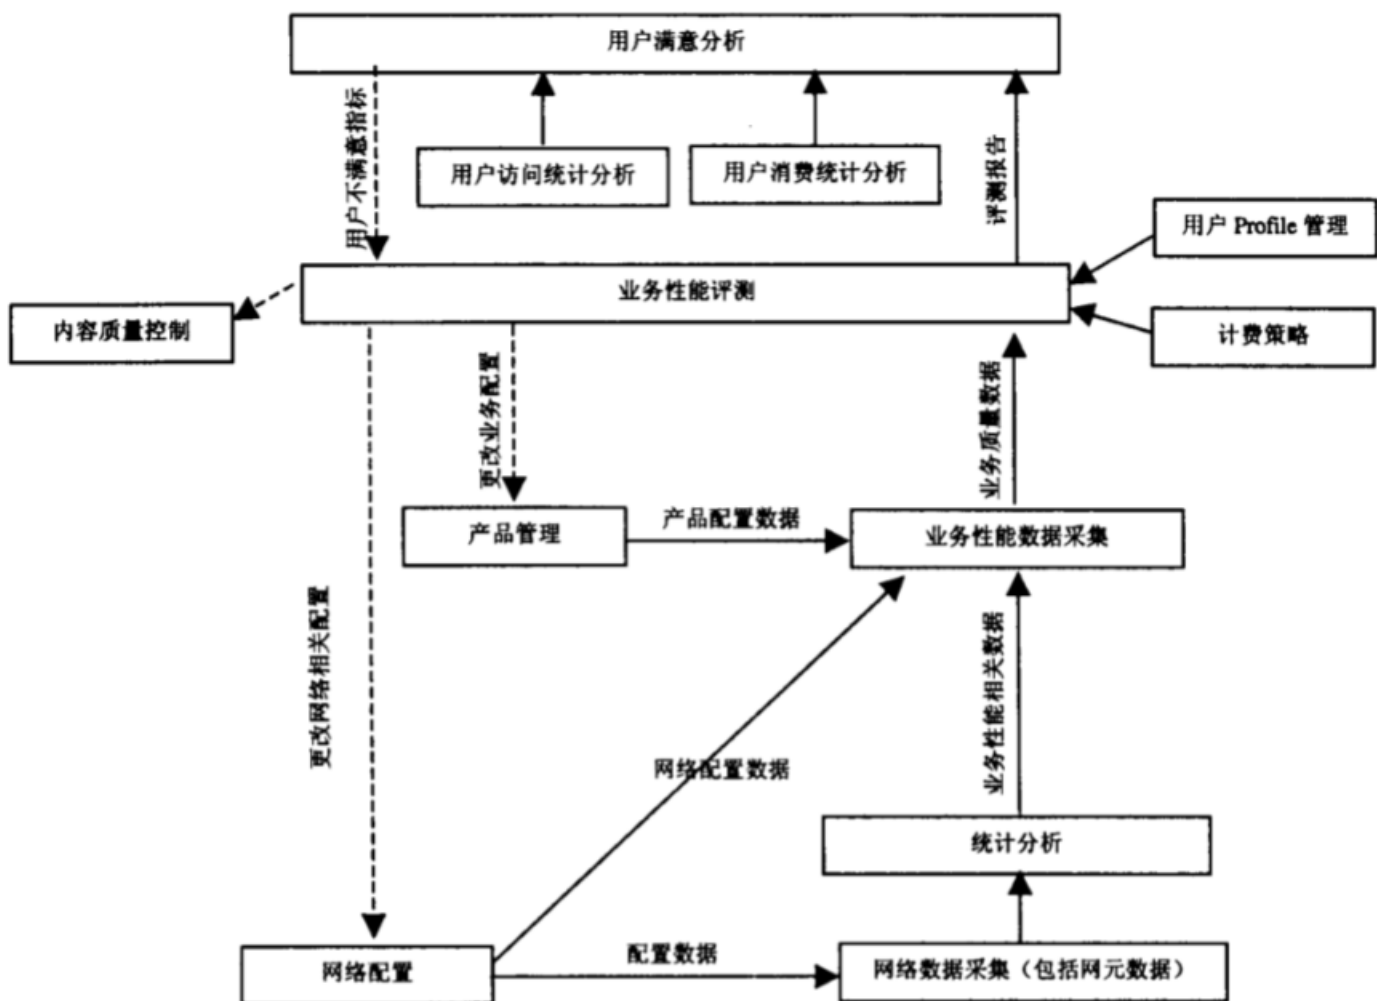 用户满意分析
用户不满意指标
用户访问统计分析
用户消费统计分析
评测报告
用户 Profile 管理
业务性能评测
内容质量控制
计费策略
更改业务配置
业务质量数据
产品管理
产品配置数据
业务性能数据采集
更改网络相关配置
网络配置数据
业务性能相关数据
统计分析
网络配置
配置数据
网络数据采集（包括网元数据）